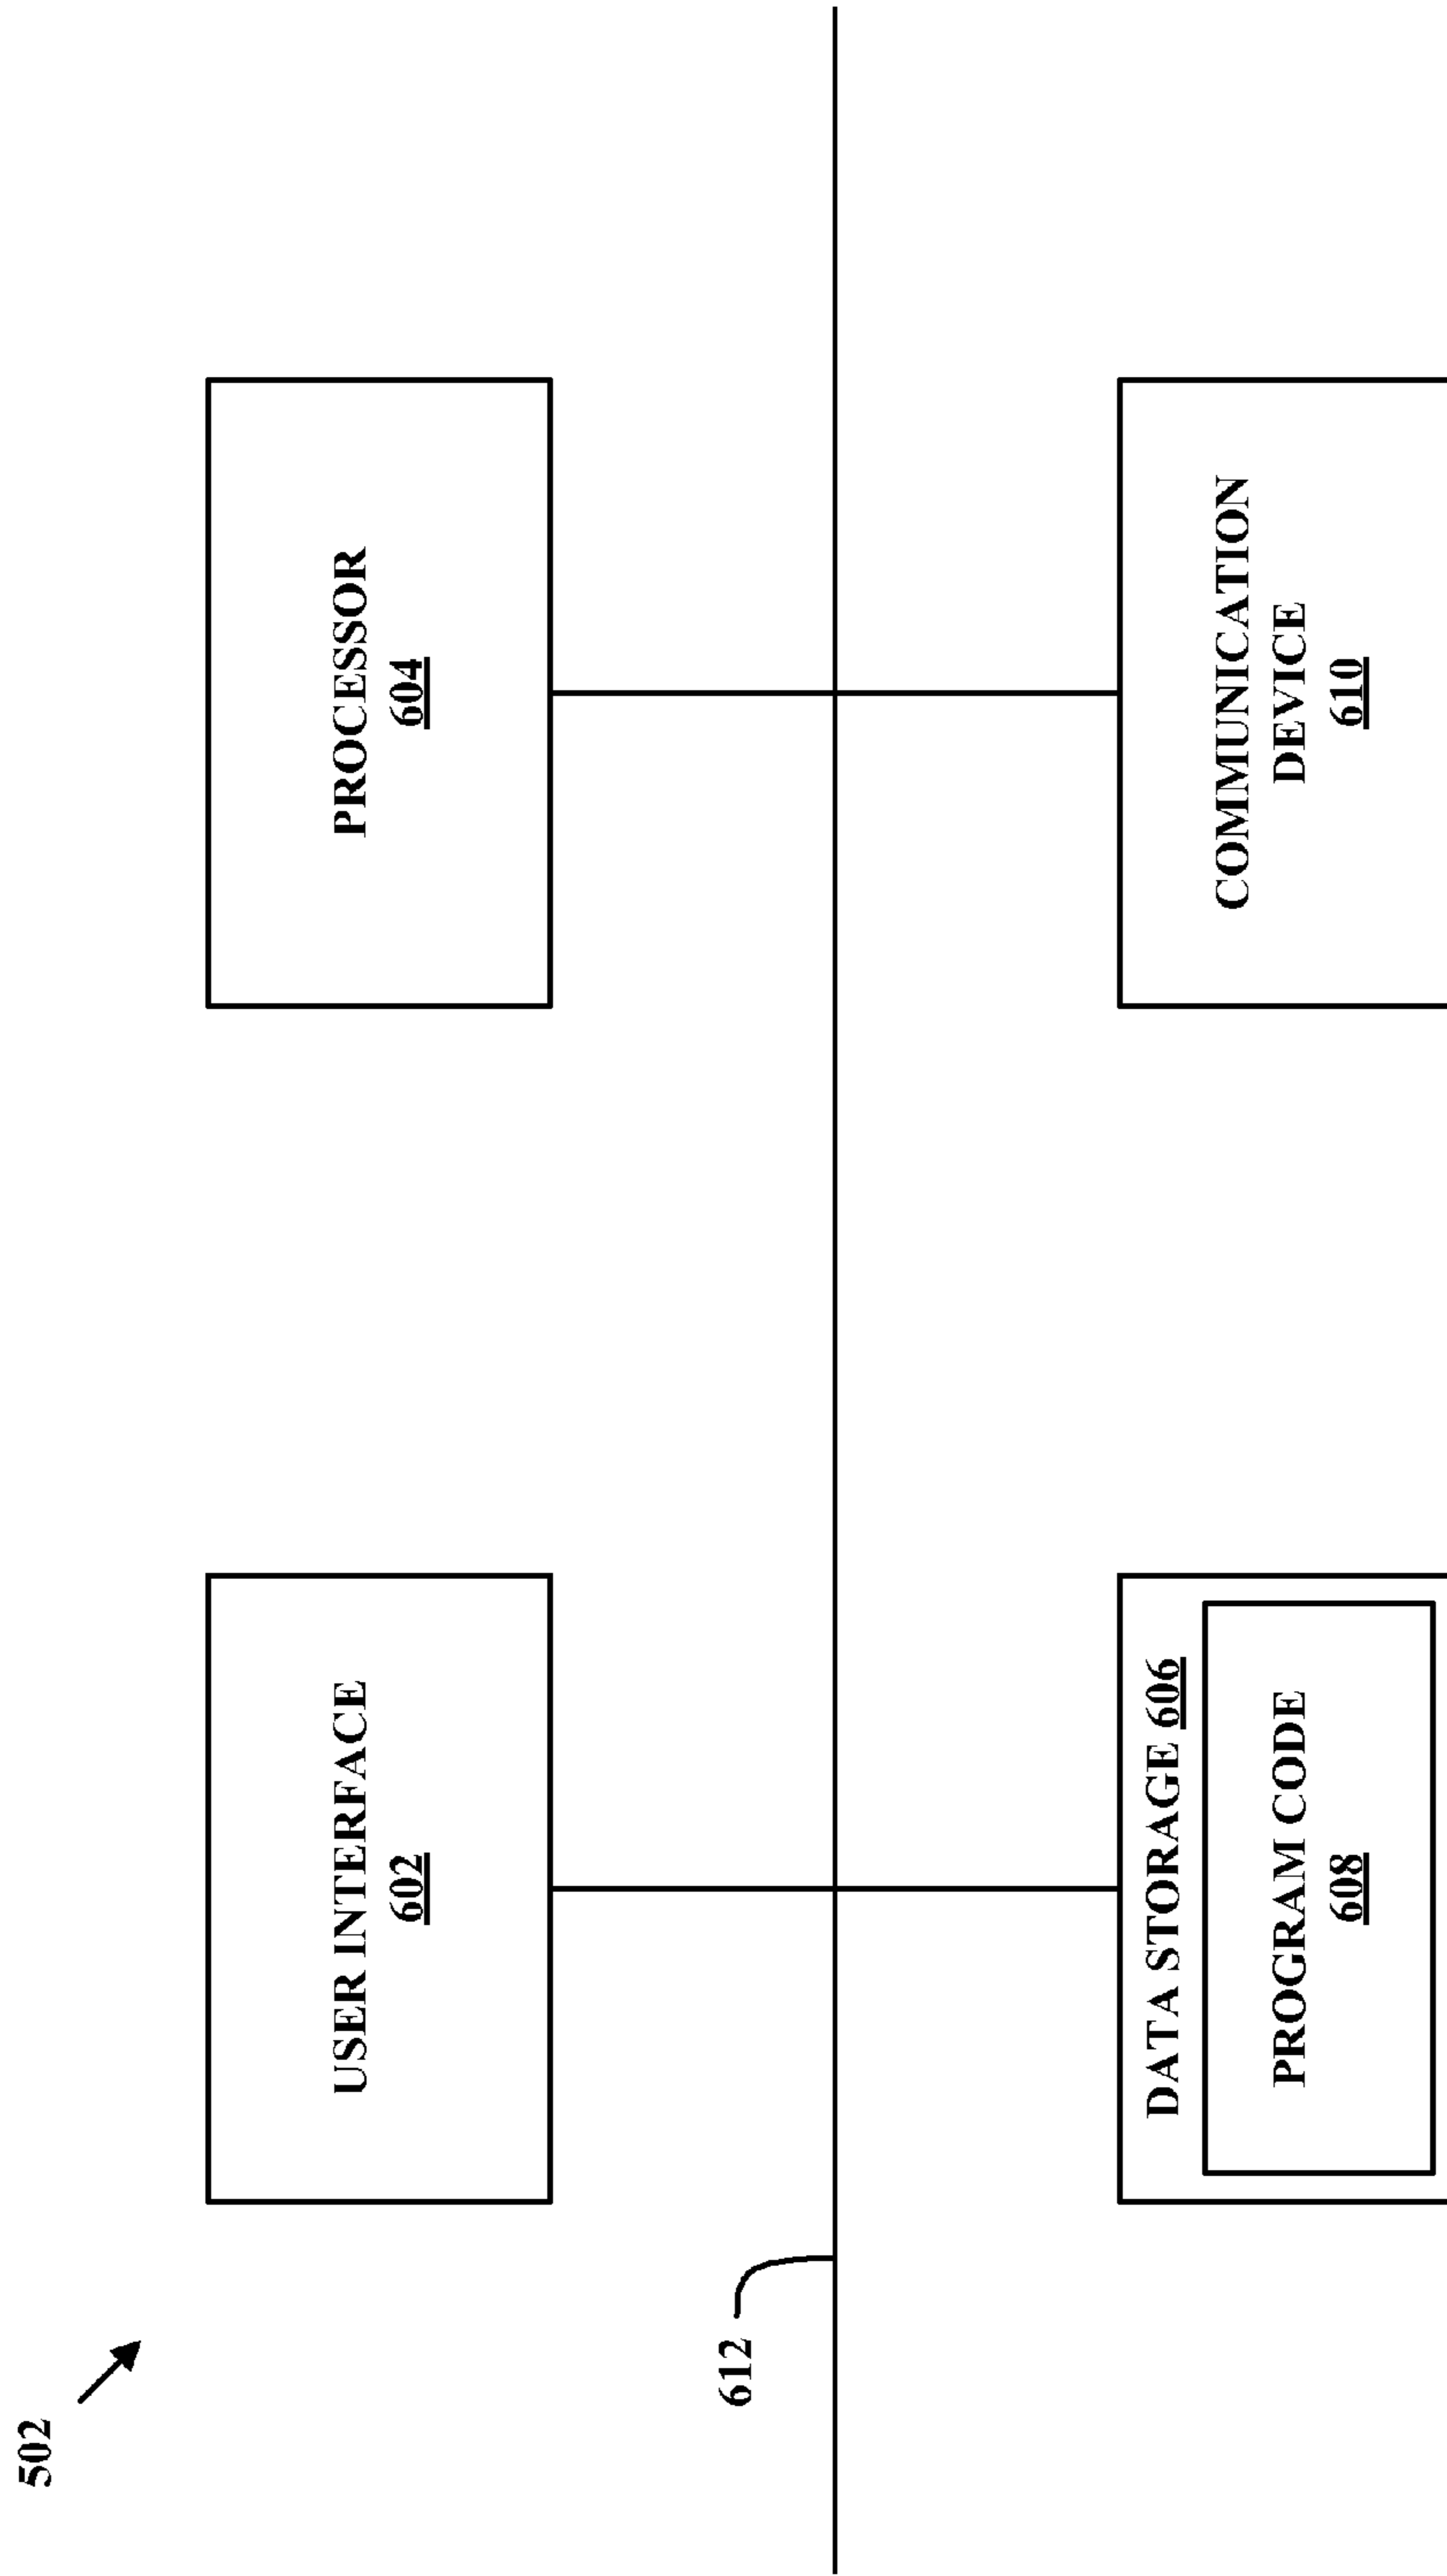 502
USER INTERFACE
602
PROCESSOR
604
612
DATA STORAGE 606
PROGRAM CODE
608
COMMUNICATION
DEVICE
610